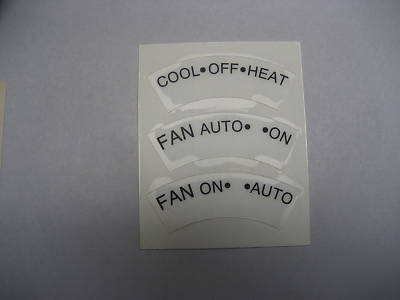 COOL•OFF•HEAT
FAN AUTO• •ON
FAN ON• •AUTO